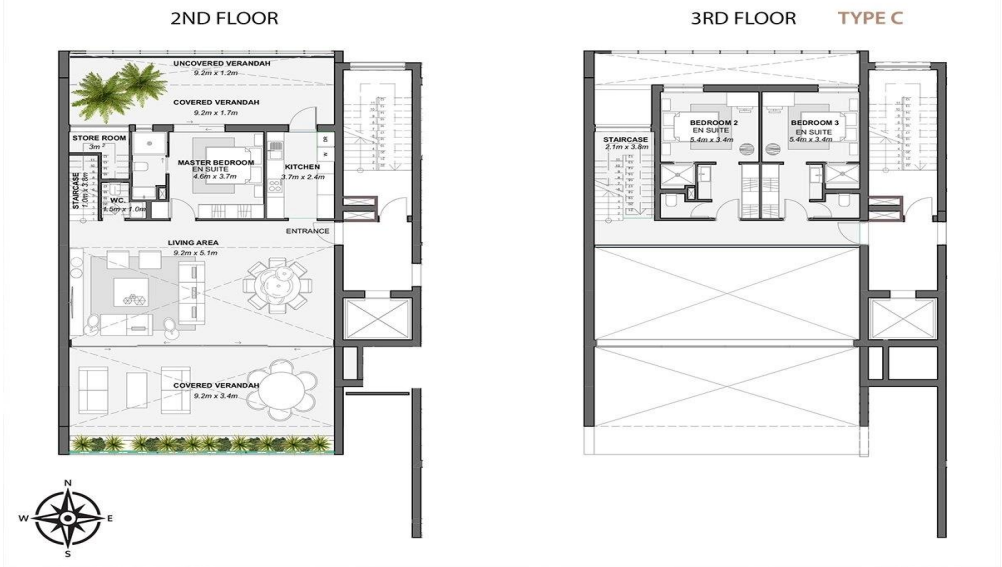 2ND FLOOR
3RD FLOOR
TYPE C
UNCOVERED VERANDAH
9.2m x 1.2m
COVERED VERANDAH
9.2m x 1.7m
STORE ROOM
3m²
MASTER BEDROOM
EN SUITE
4.6m x 3.7m
KITCHEN
3.7m x 2.4m
STAIRCASE
1.0m x 3.8m
WC.
1.5m x 1.0m
ENTRANCE
LIVING AREA
9.2m x 5.1m
COVERED VERANDAH
9.2m x 3.4m
BEDROOM 2
EN SUITE
5.4m x 3.4m
BEDROOM 3
EN SUITE
5.4m x 3.4m
STAIRCASE
2.1m x 3.8m
N
W
E
S